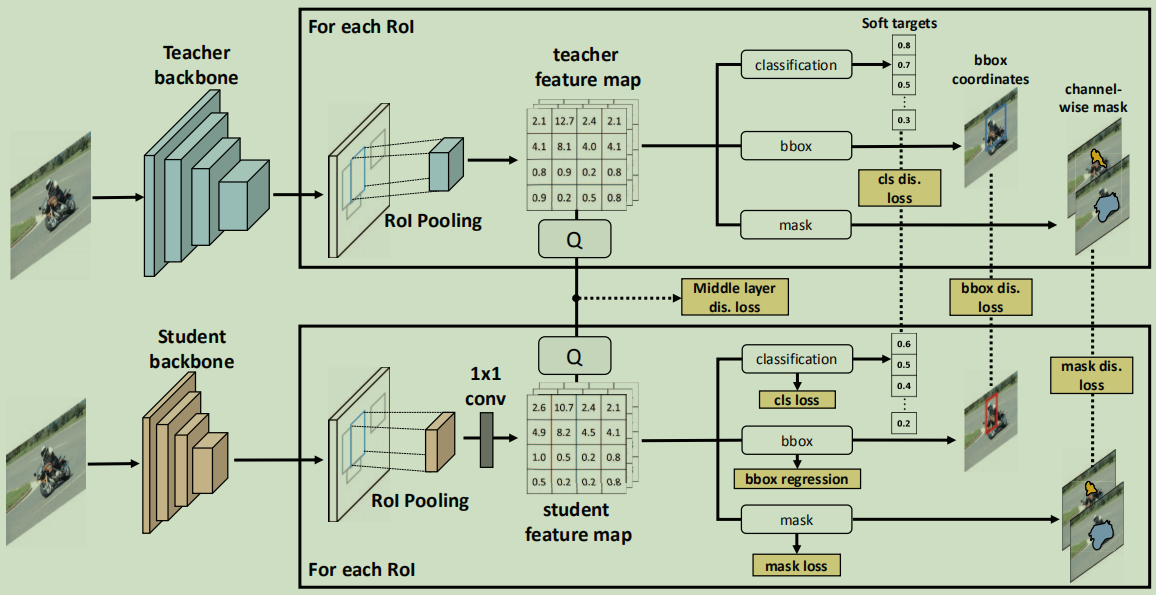 For each RoI
Teacher
backbone
RoI Pooling
teacher
feature map
2.1 12.7 2.4 2.1
4.1 8.1 4.0 4.1
0.8 0.9 0.2 0.8
0.9 0.2 0.5 0.8
Q
classification
bbox
mask
Soft targets
0.8
0.7
0.5
0.3
cls dis.
loss
bbox
coordinates
channel-
wise mask
Middle layer
dis. loss
bbox dis.
loss
mask dis.
loss
Student
backbone
RoI Pooling
1x1
conv
Q
2.6 10.7 2.4 2.1
4.9 8.2 4.5 4.1
1.0 0.5 0.2 0.8
0.5 0.2 0.2 0.8
student
feature map
classification
cls loss
bbox
bbox regression
mask
mask loss
0.6
0.5
0.4
0.2
For each RoI